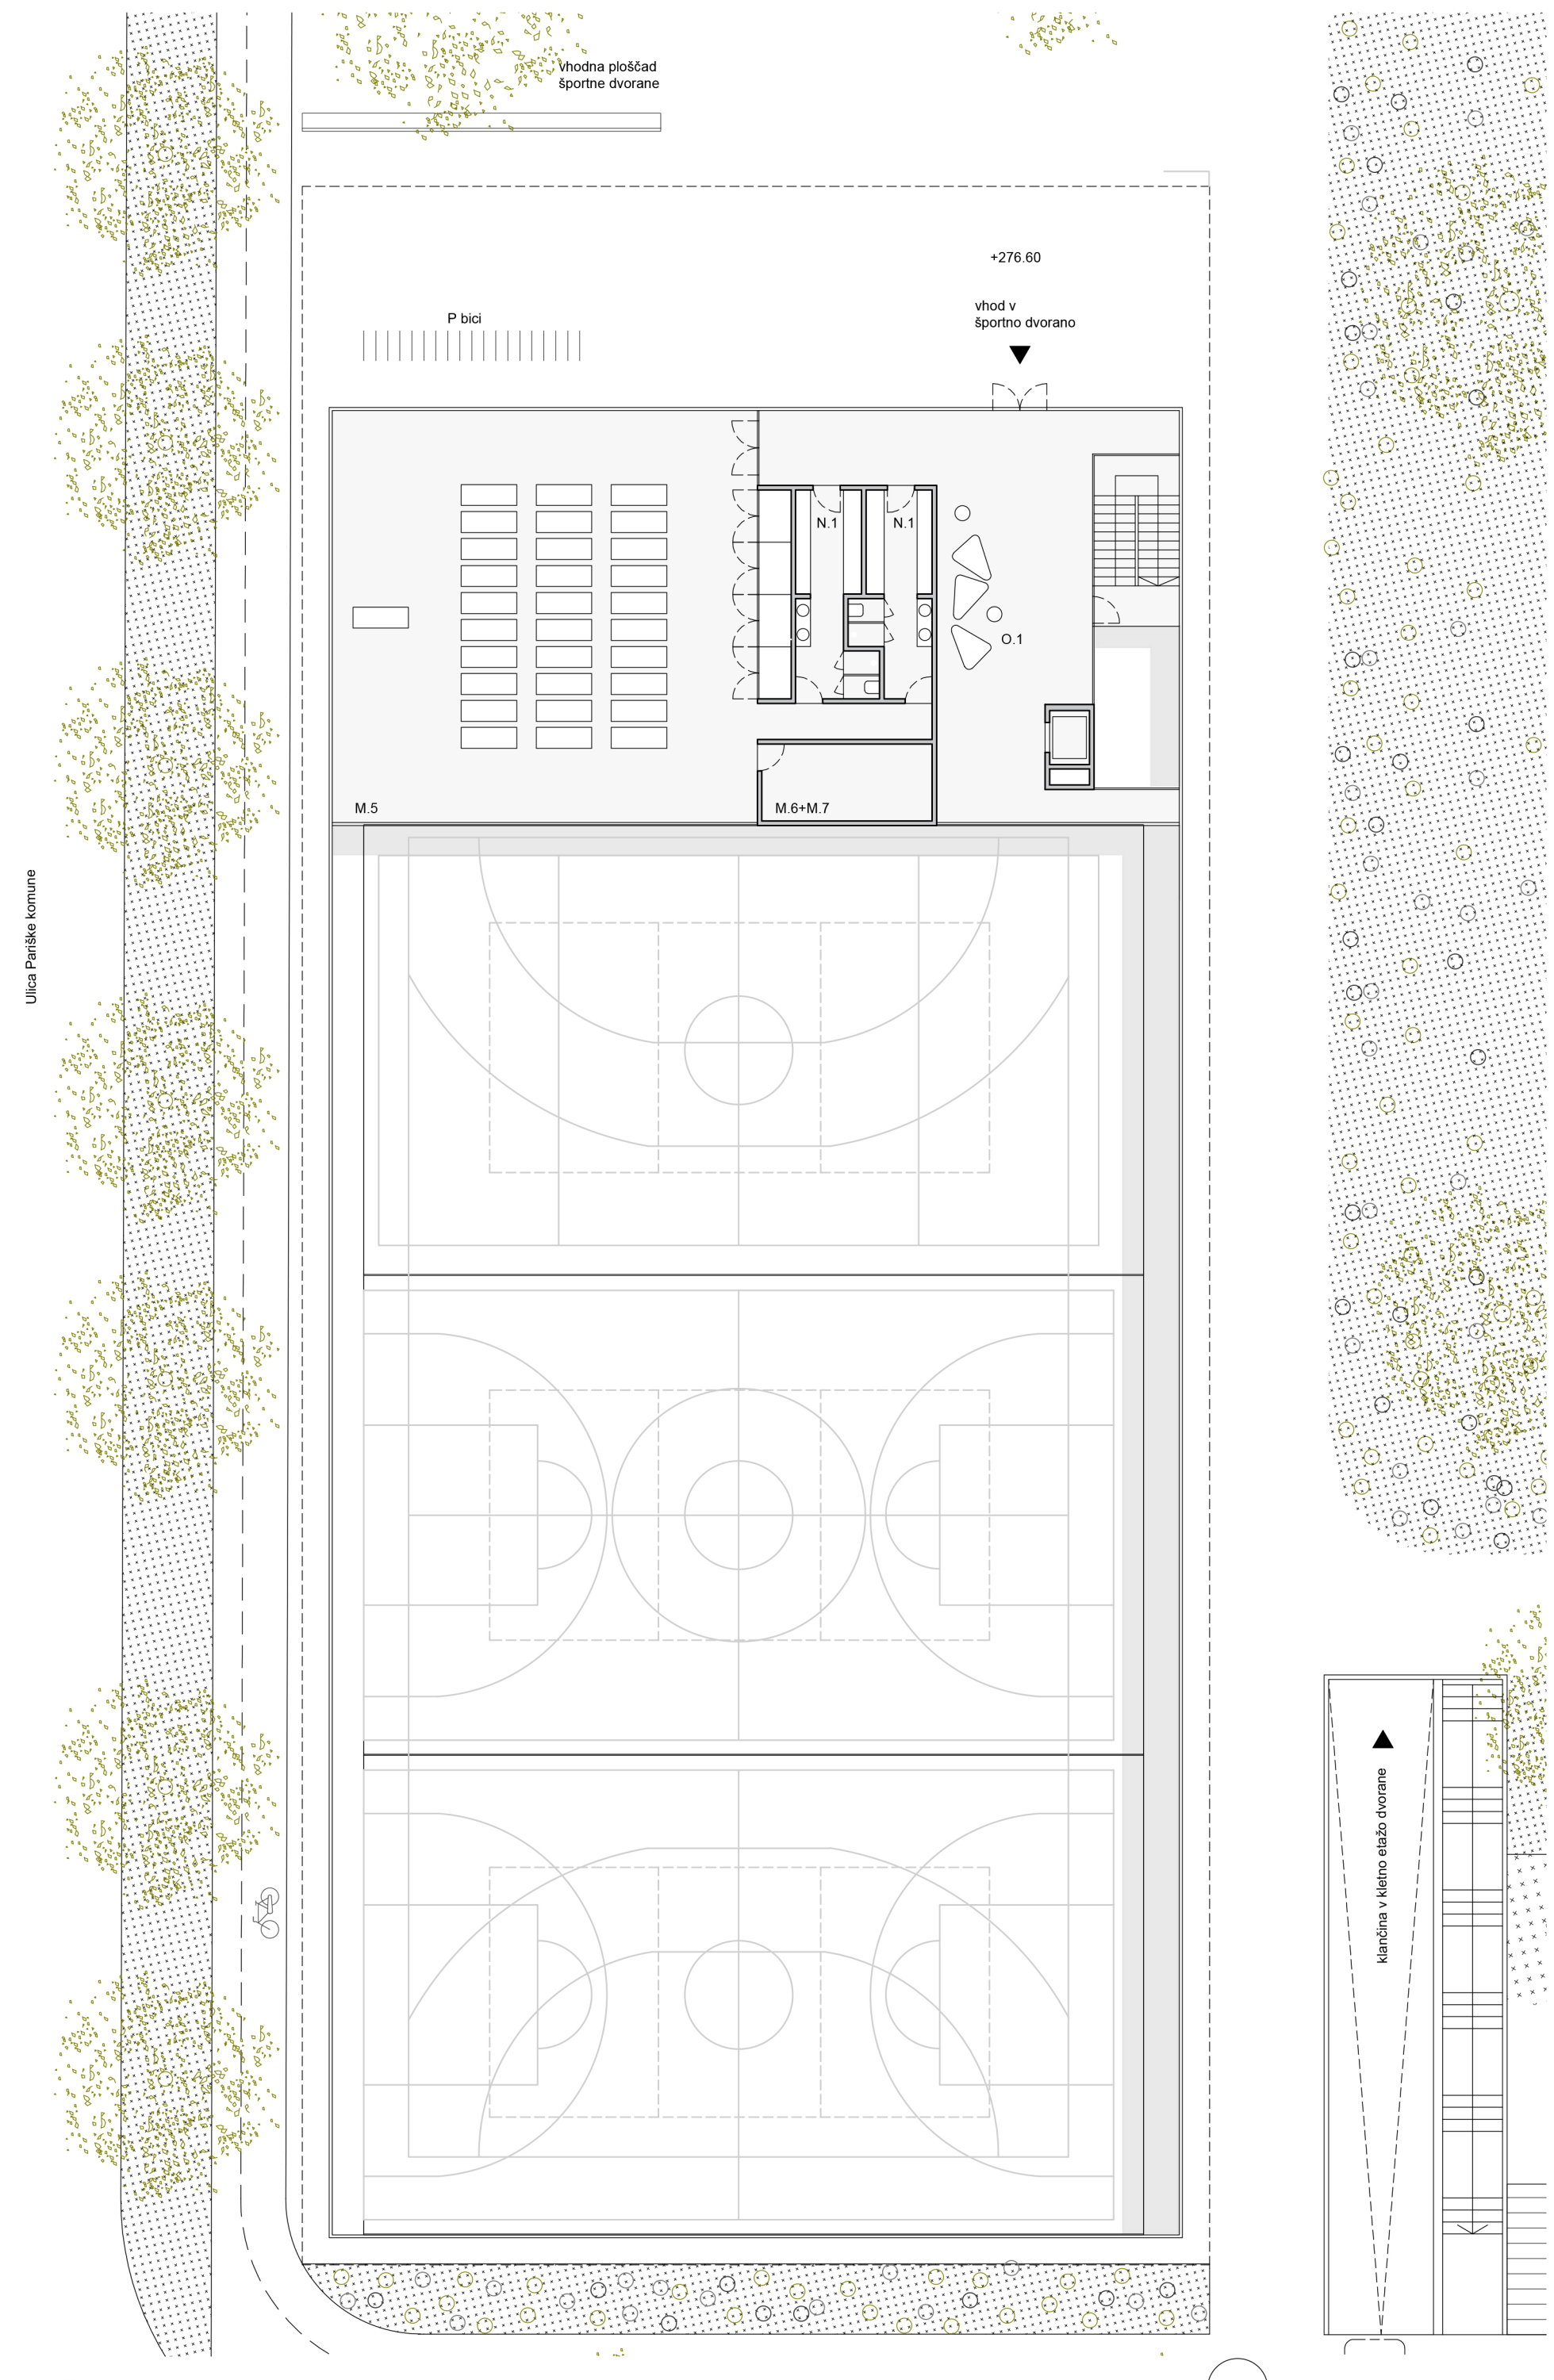 vhodna ploščad
športne dvorane
+276.60
vhod v
športno dvorano
P bici
N.1
N.1
O.1
M.5
M.6+M.7
Ulica Pariške komune
klančina v kletno etažo dvorane